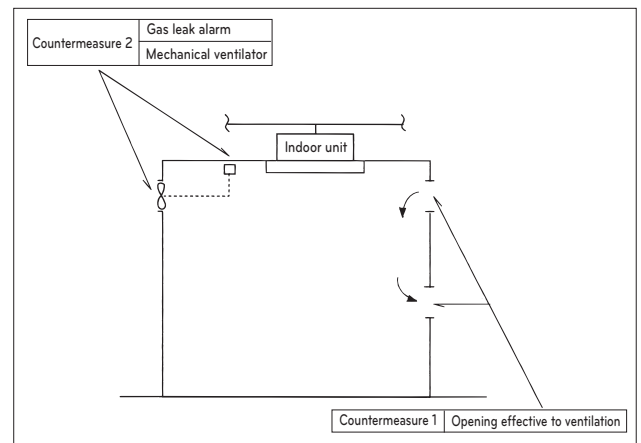 Countermeasure 2
Gas leak alarm
Mechanical ventilator
Indoor unit
Countermeasure 1
Opening effective to ventilation